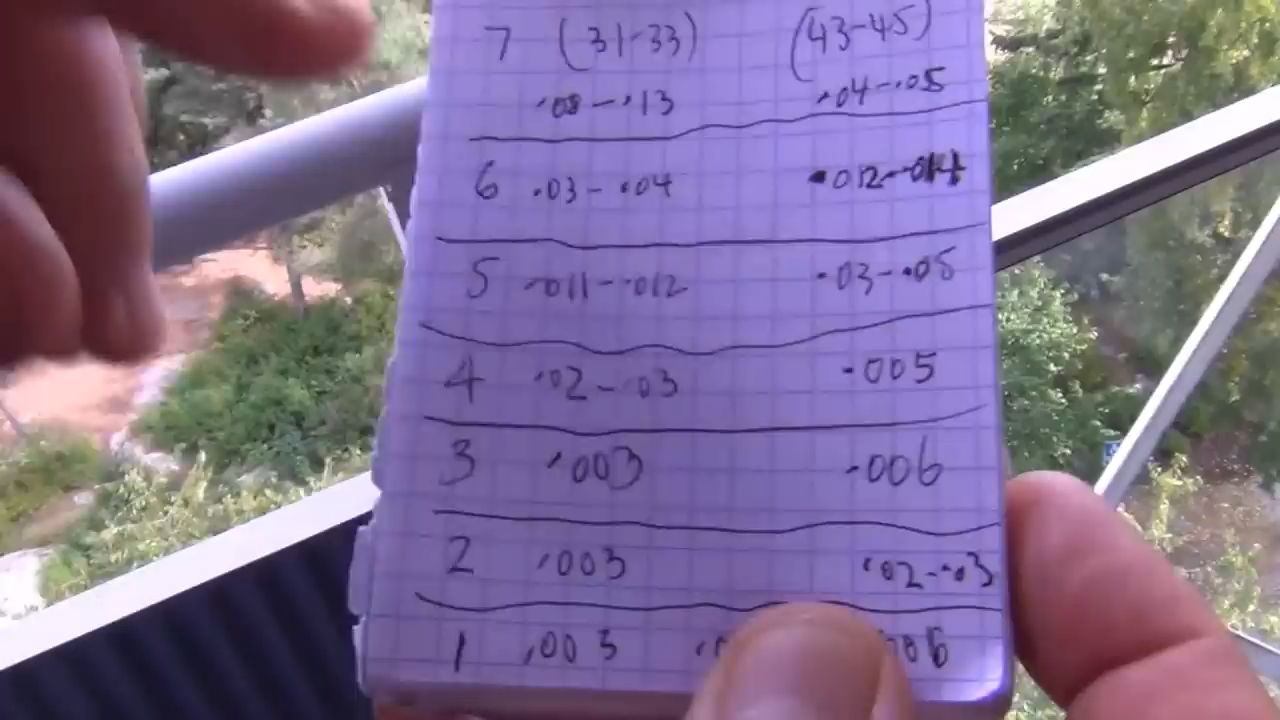 7 (31-33) (43-45)
.08-.13 .04-.05
6 .03-.04 .012-.014
5 .011-.012 .03-.05
4 .02-.03 .005
3 .003 .006
2 .003 .02-.03
1 .003